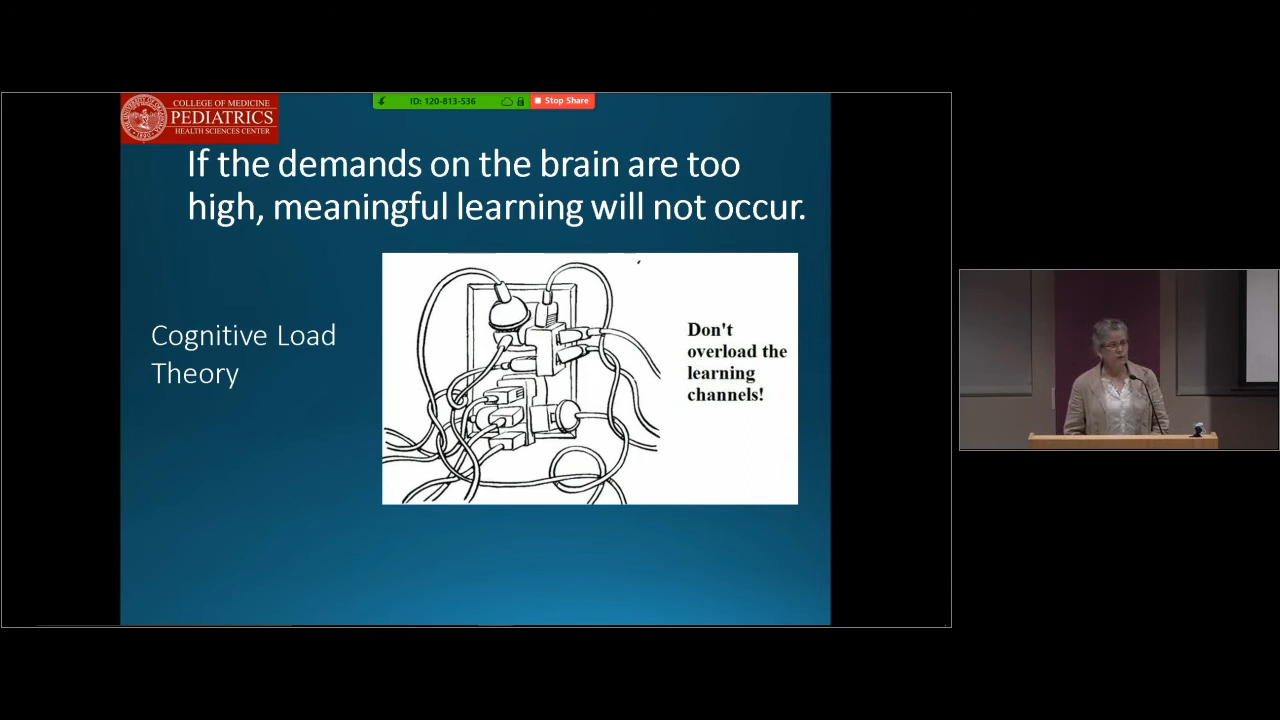 COLLEGE OF MEDICINE
PEDIATRICS
HEALTH SCIENCES CENTER
ID: 120-813-536
Stop Share
If the demands on the brain are too
high, meaningful learning will not occur.
Cognitive Load
Theory
Don't
overload the
learning
channels!